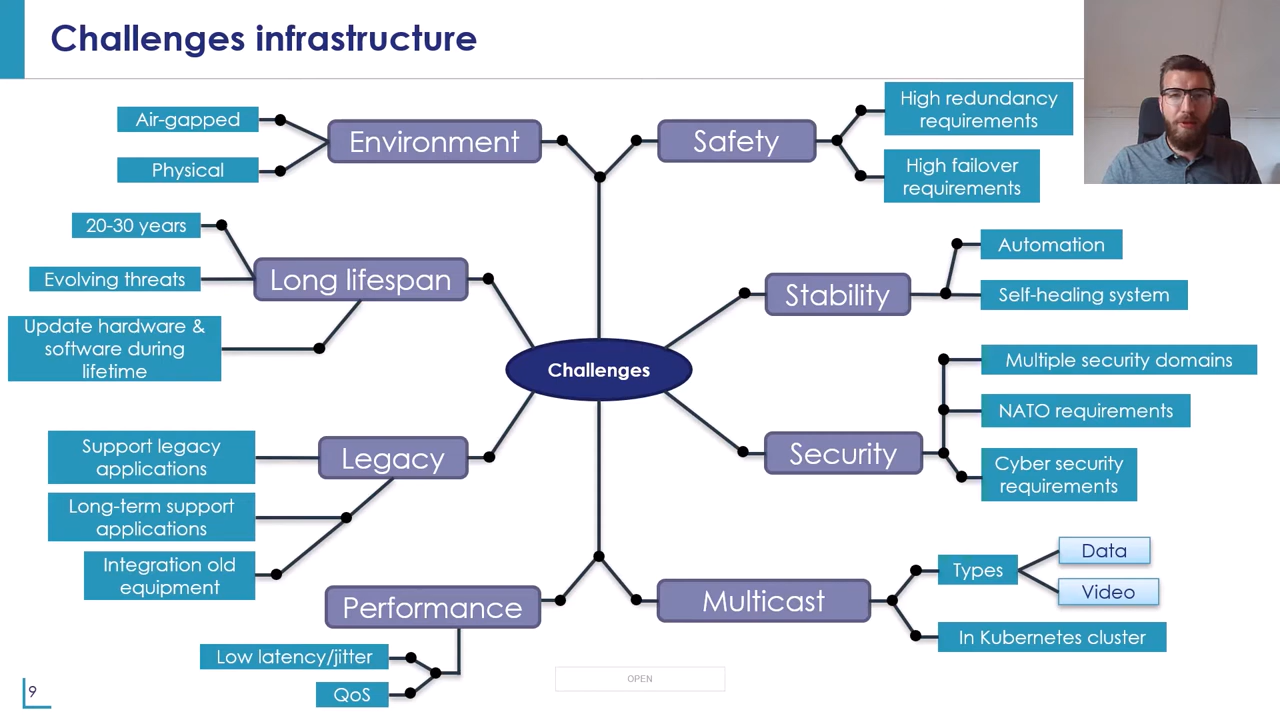 Challenges infrastructure
Air-gapped
Physical
Environment
Safety
High redundancy
requirements
High failover
requirements
20-30 years
Evolving threats
Update hardware &
software during
lifetime
Long lifespan
Stability
Automation
Self-healing system
Challenges
Support legacy
applications
Long-term support
applications
Integration old
equipment
Legacy
Security
Multiple security domains
NATO requirements
Cyber security
requirements
Performance
Low latency/jitter
QoS
Multicast
Types
Data
Video
In Kubernetes cluster
OPEN
9